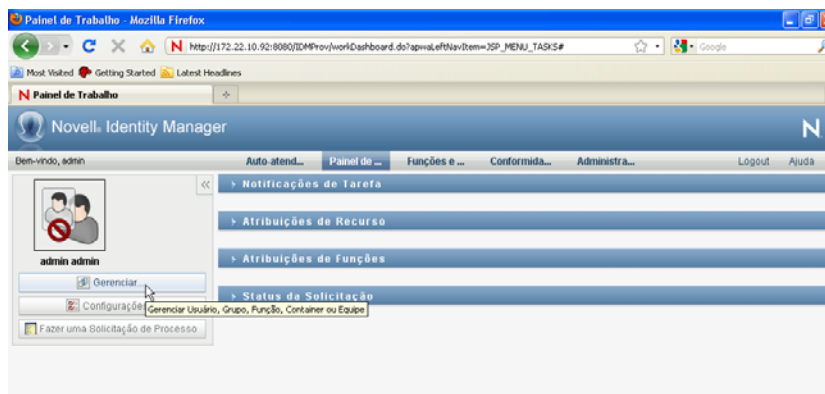 Painel de Trabalho - Mozilla Firefox
http://172.22.10.92:8080/IDMProv/workDashboard.do?apwaLeftNavItem=JSP_MENU_TASKS#
Google
Most Visited Getting Started Latest Headlines
N Painel de Trabalho
Novell® Identity Manager
N
Bem-vindo, admin
Auto-atend... Painel de ... Funções e ... Conformida... Administra... Logout Ajuda
Notificações de Tarefa
Atribuições de Recurso
Atribuições de Funções
admin admin
Gerenciar...
Status da Solicitação
Configurações
Gerenciar Usuário, Grupo, Função, Container ou Equipe
Fazer uma Solicitação de Processo